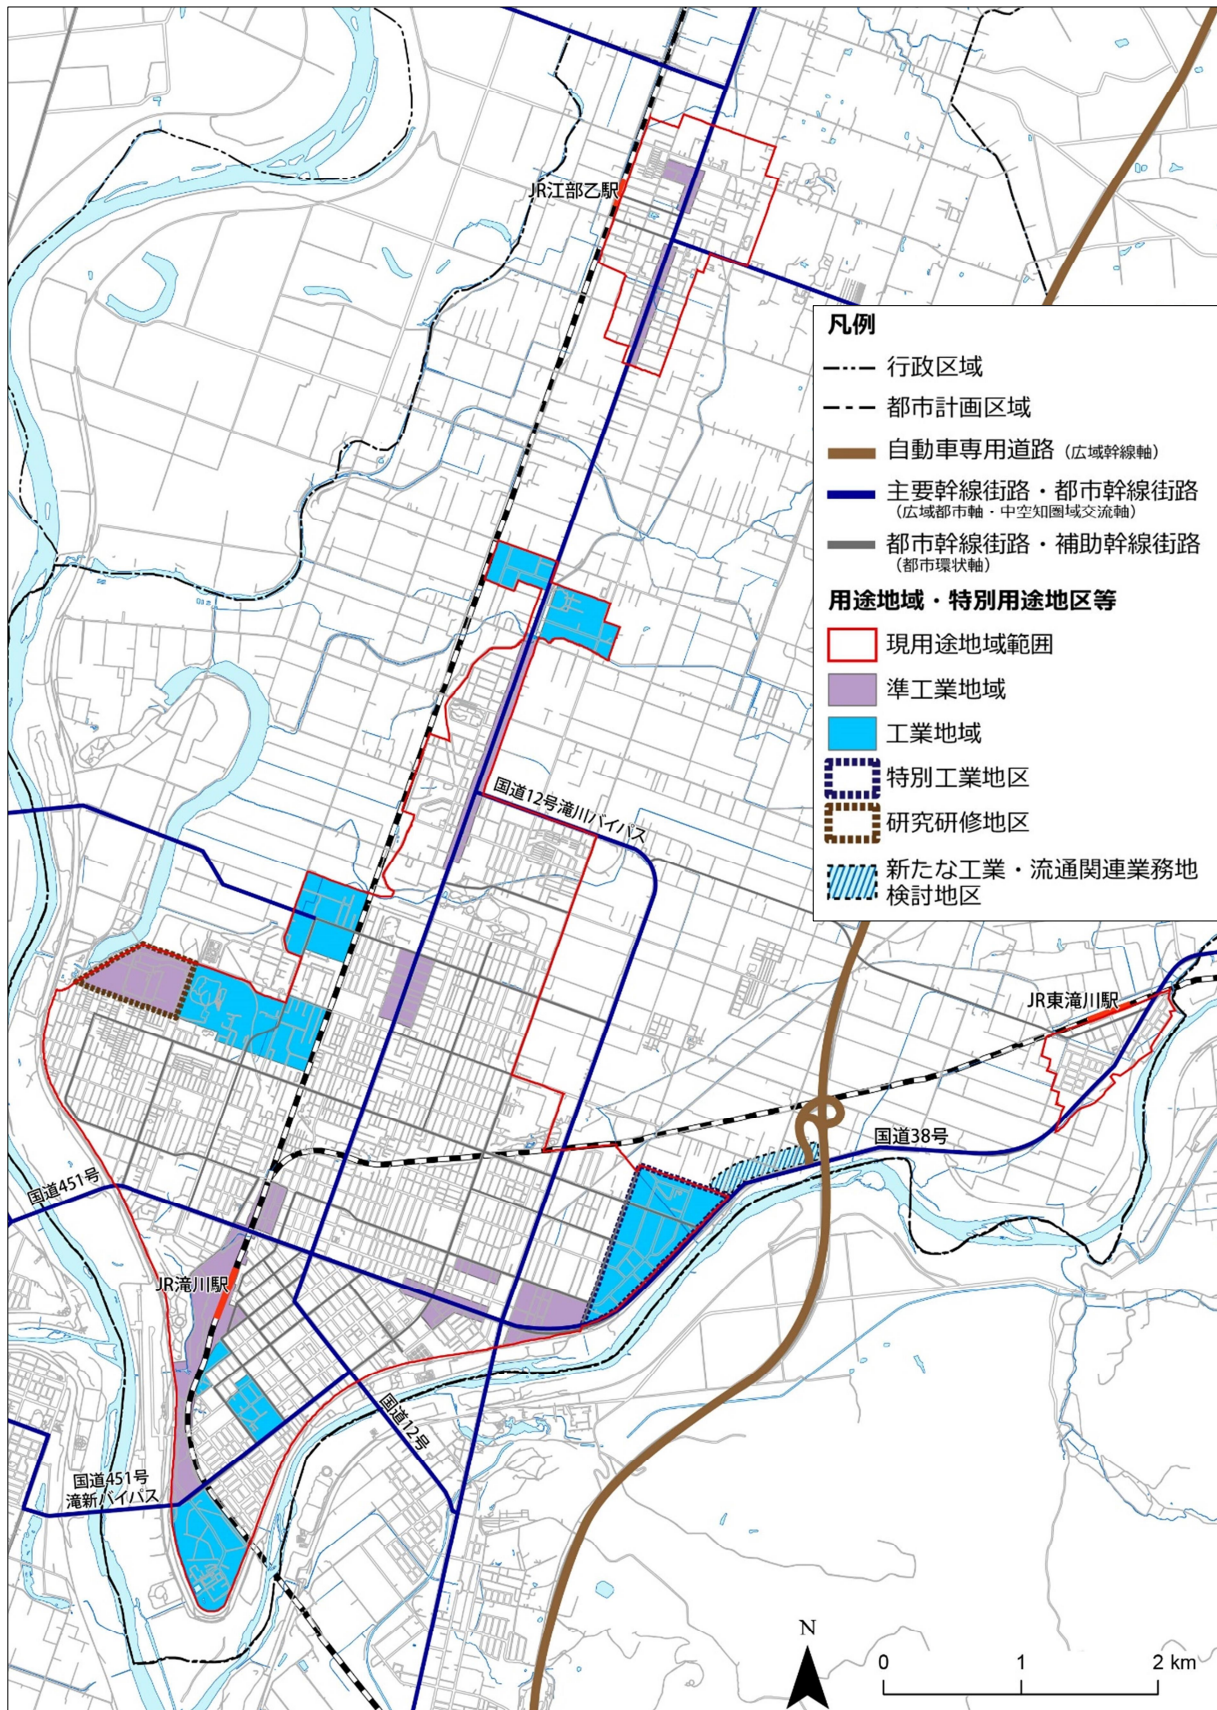 JR江部乙駅
凡例
行政区域
都市計画区域
自動車専用道路（広域幹線軸）
主要幹線街路・都市幹線街路
（広域都市軸・中空知圏域交流軸）
都市幹線街路・補助幹線街路
（都市環状軸）
用途地域・特別用途地区等
現用途地域範囲
準工業地域
工業地域
特別工業地区
研究研修地区
新たな工業・流通関連業務地
検討地区
国道12号滝川バイパス
JR東滝川駅
国道38号
国道451号
JR滝川駅
国道12号
国道451号
滝新バイパス
N
0 1 2 km